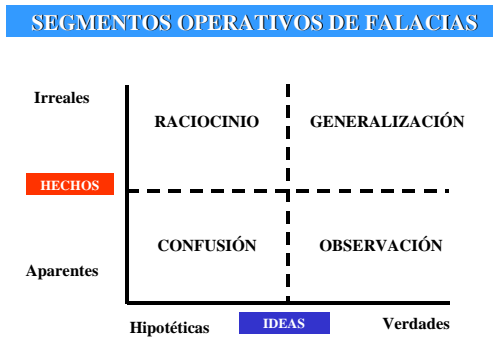 SEGMENTOS OPERATIVOS DE FALACIAS
Irreales
RACIOCINIO
GENERALIZACIÓN
HECHOS
CONFUSIÓN
OBSERVACIÓN
Aparentes
Hipotéticas
IDEAS
Verdades